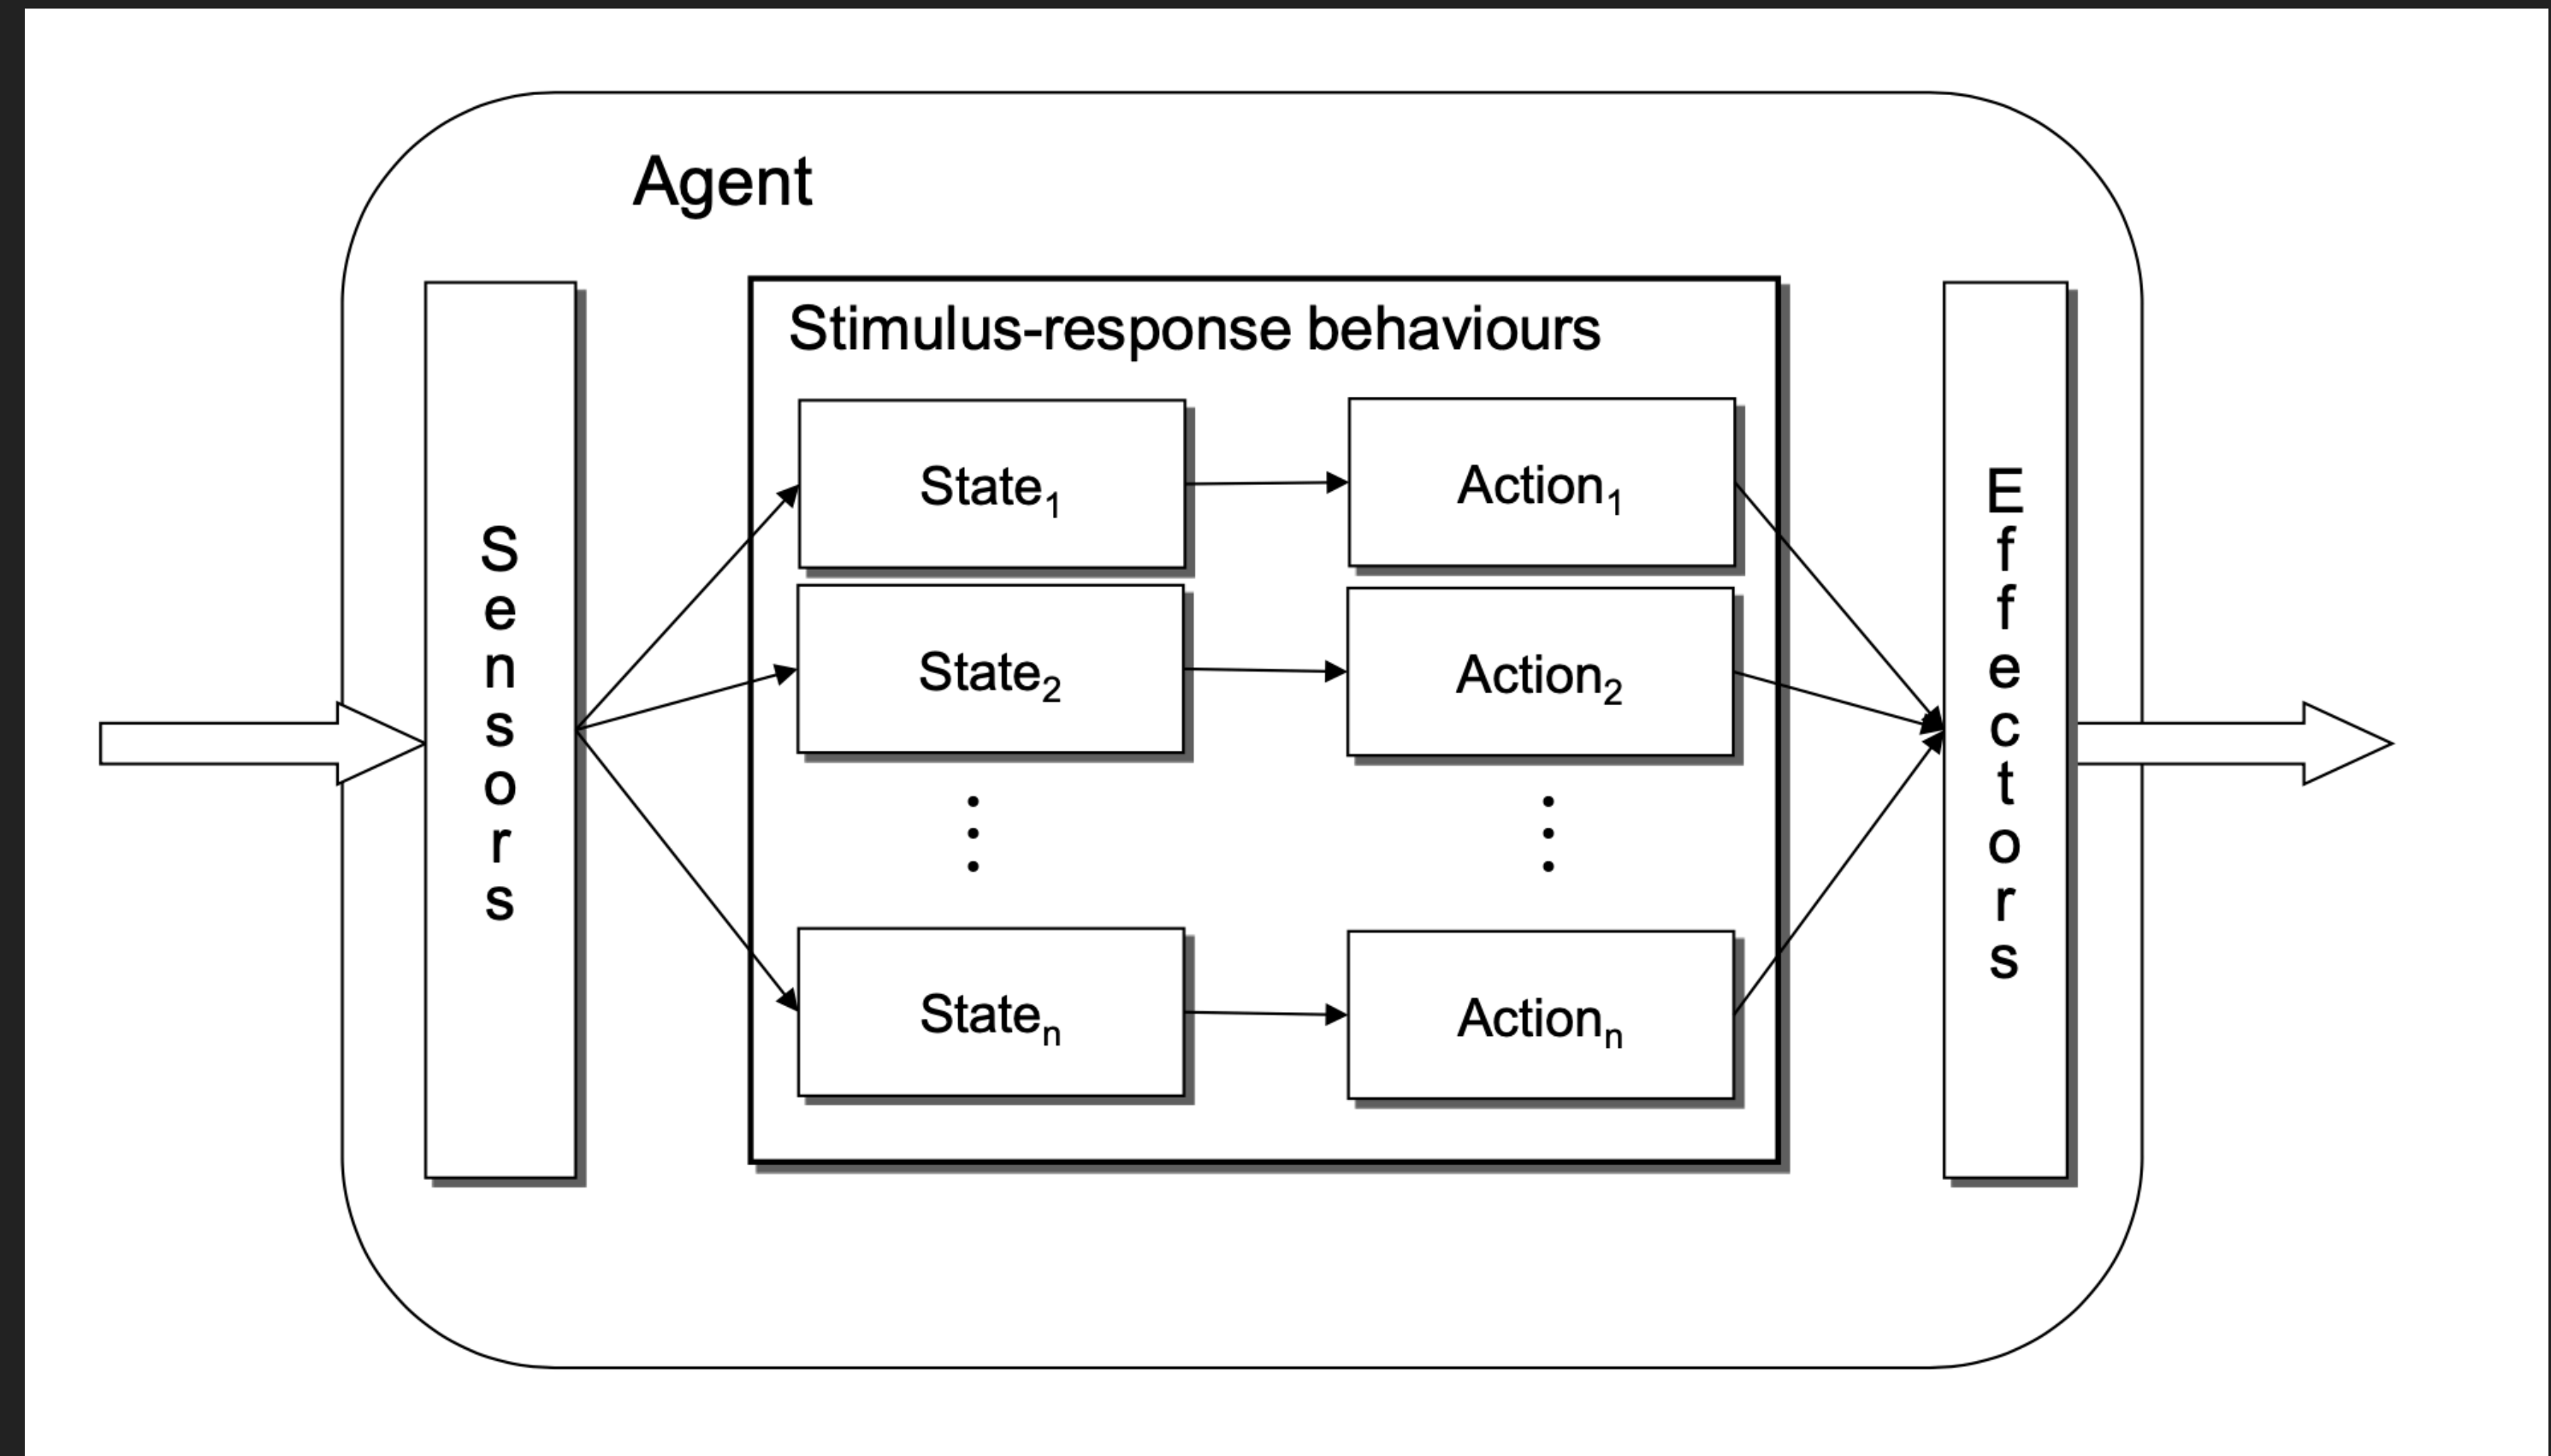 Agent
Sensors
Stimulus-response behaviours
State1
Action1
State2
Action2
Staten
Actionn
Effectors